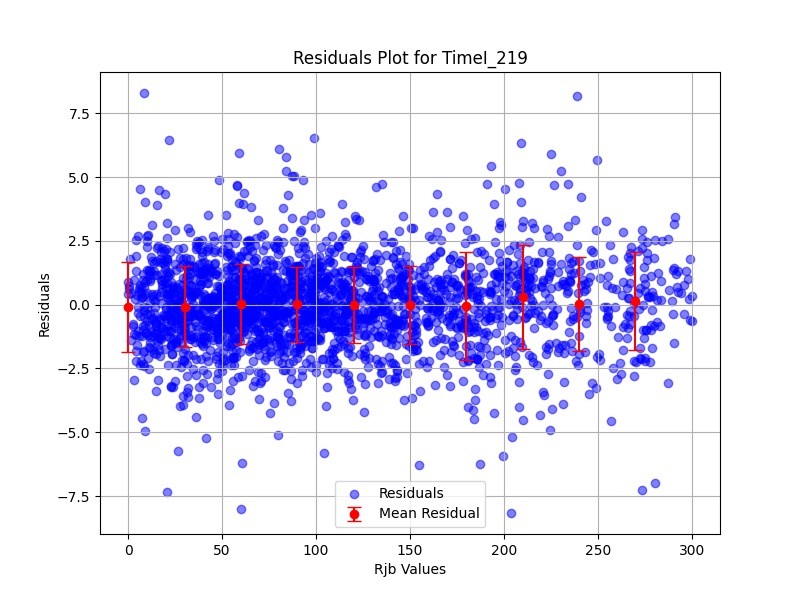 Residuals Plot for TimeI_219
7.5
5.0
2.5
0.0
−2.5
−5.0
−7.5
Residuals
Residuals
Mean Residual
0 50 100 150 200 250 300
Rjb Values